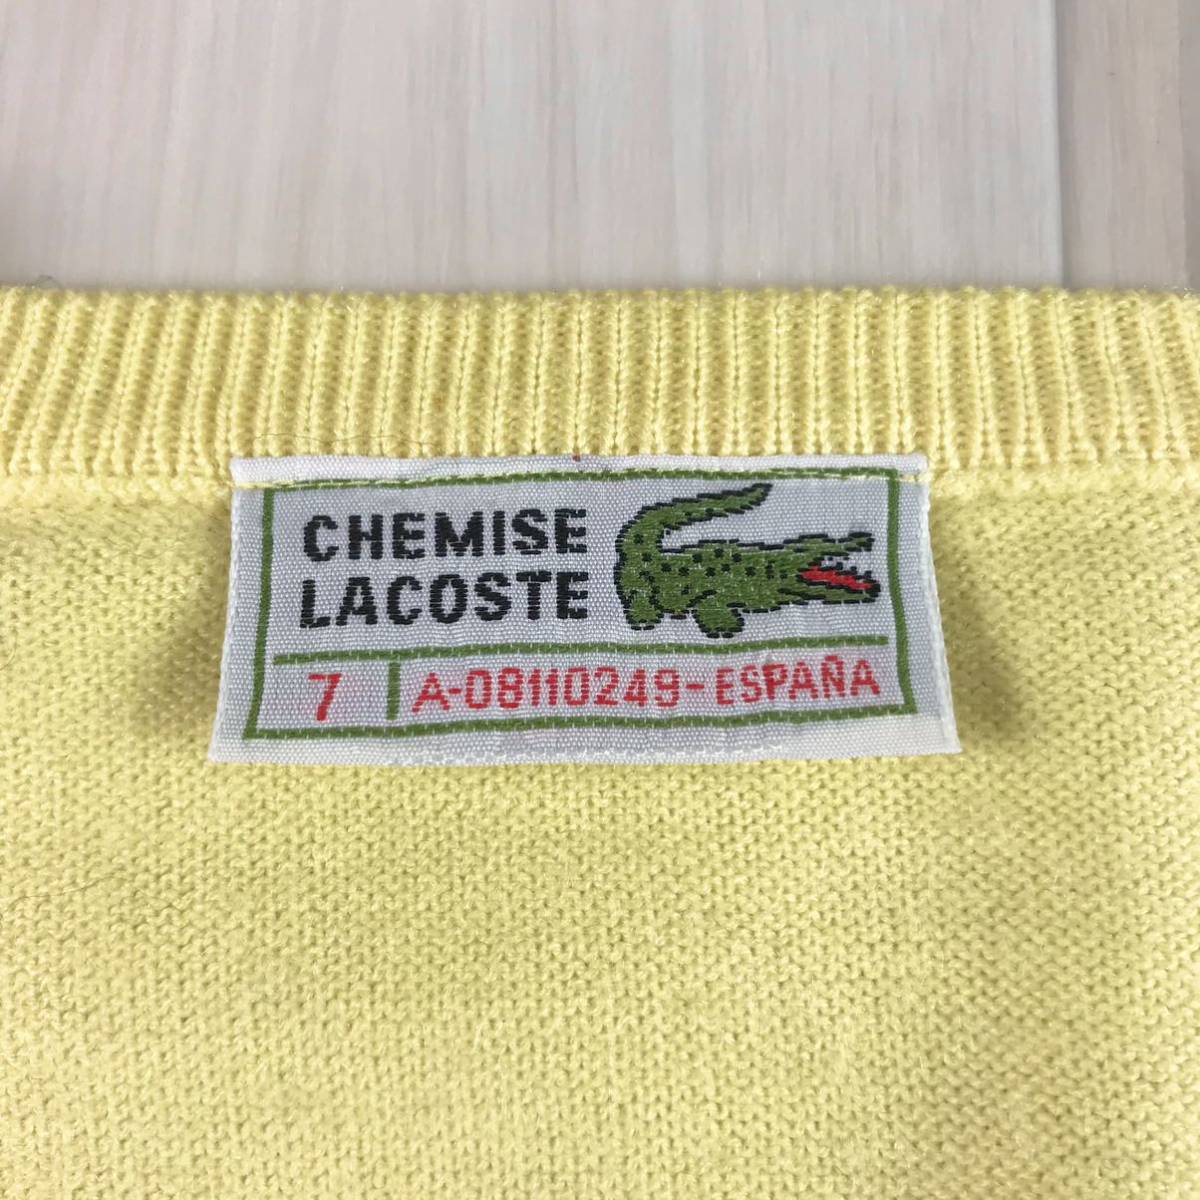 CHEMISE
LACOSTE
7 A-08110249-ESPAÑA